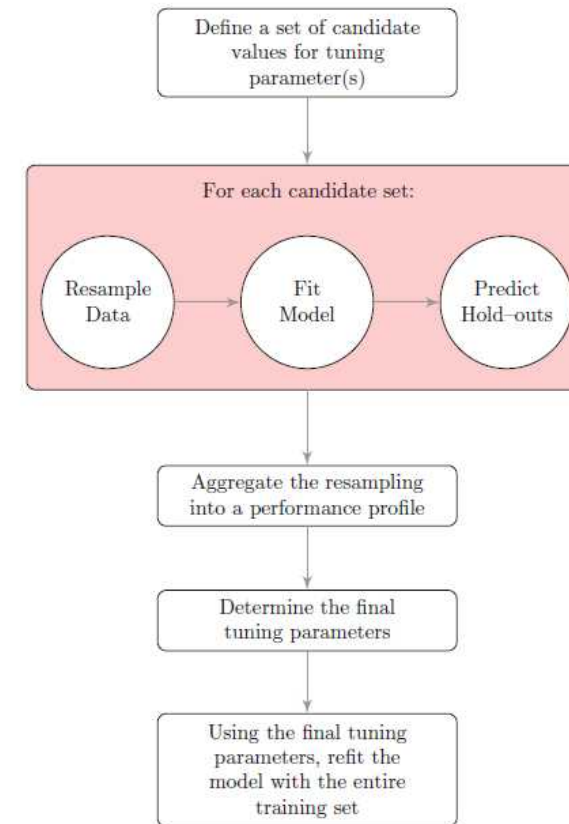 Define a set of candidate
values for tuning
parameter(s)
For each candidate set:
Resample
Data
Fit
Model
Predict
Hold–outs
Aggregate the resampling
into a performance profile
Determine the final
tuning parameters
Using the final tuning
parameters, refit the
model with the entire
training set